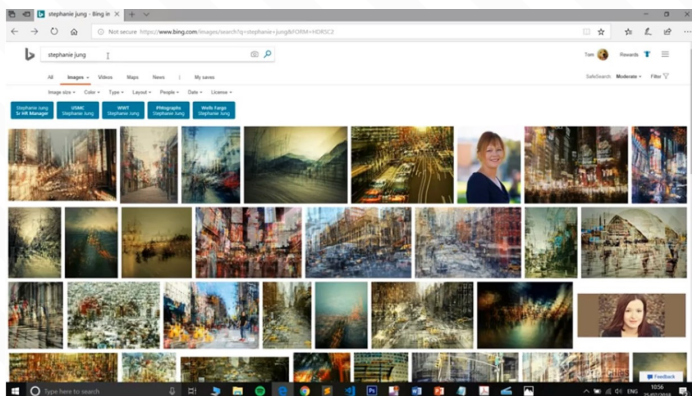 stephanie jung - Bing in
Not secure https://www.bing.com/images/search?q=stephanie+jung&FORM=HDRSC2
stephanie jung
Tom Rewards
All Images Videos Maps News My saves
SafeSearch: Moderate Filter
Image size Color Type Layout People Date License
Stephanie Jung
Sr HR Manager
USMC
Stephanie Jung
Stephanie Jung
Photographs
Stephanie Jung
Wells Fargo
Stephanie Jung
Feedback
Type here to search
ENG
10:56